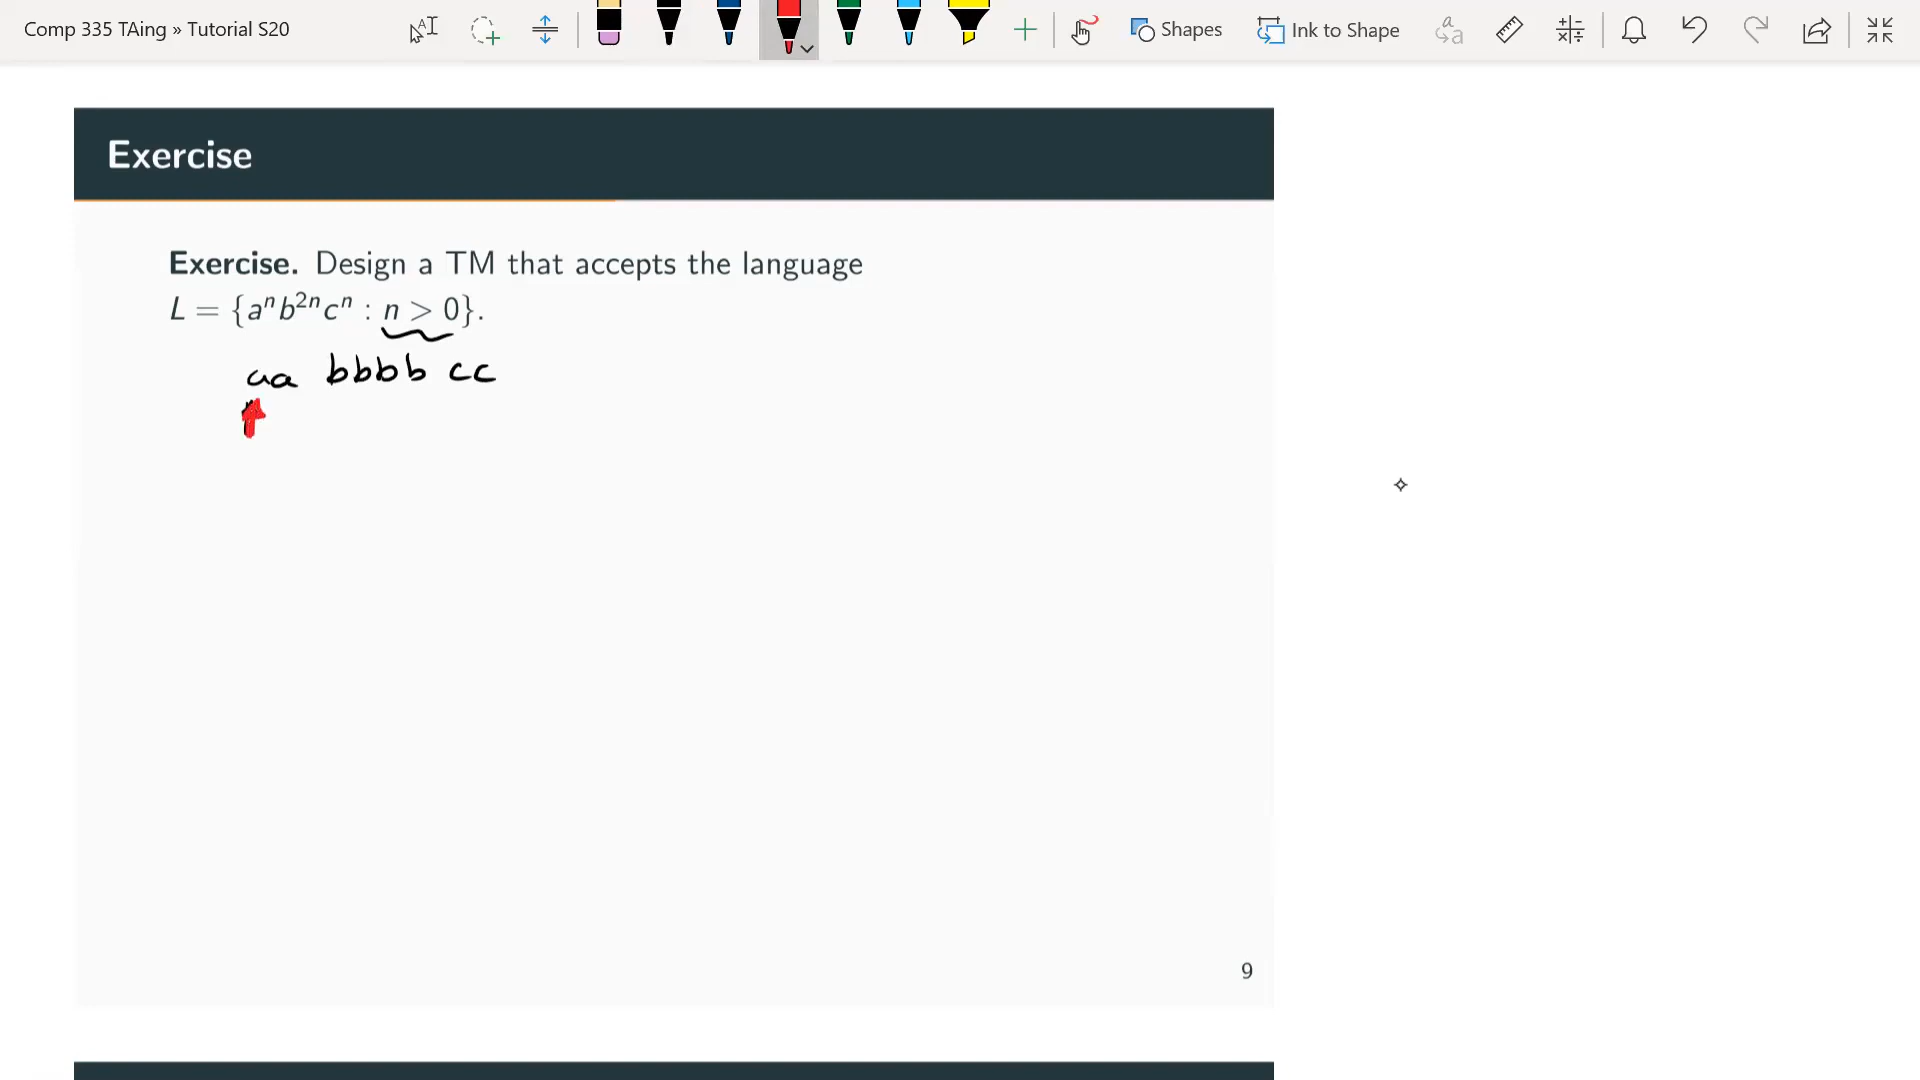 Comp 335 TAing » Tutorial S20
Shapes
Ink to Shape
Exercise
Exercise. Design a TM that accepts the language
L = {aⁿb²ⁿcⁿ : n > 0}.
aa bbbb cc
9